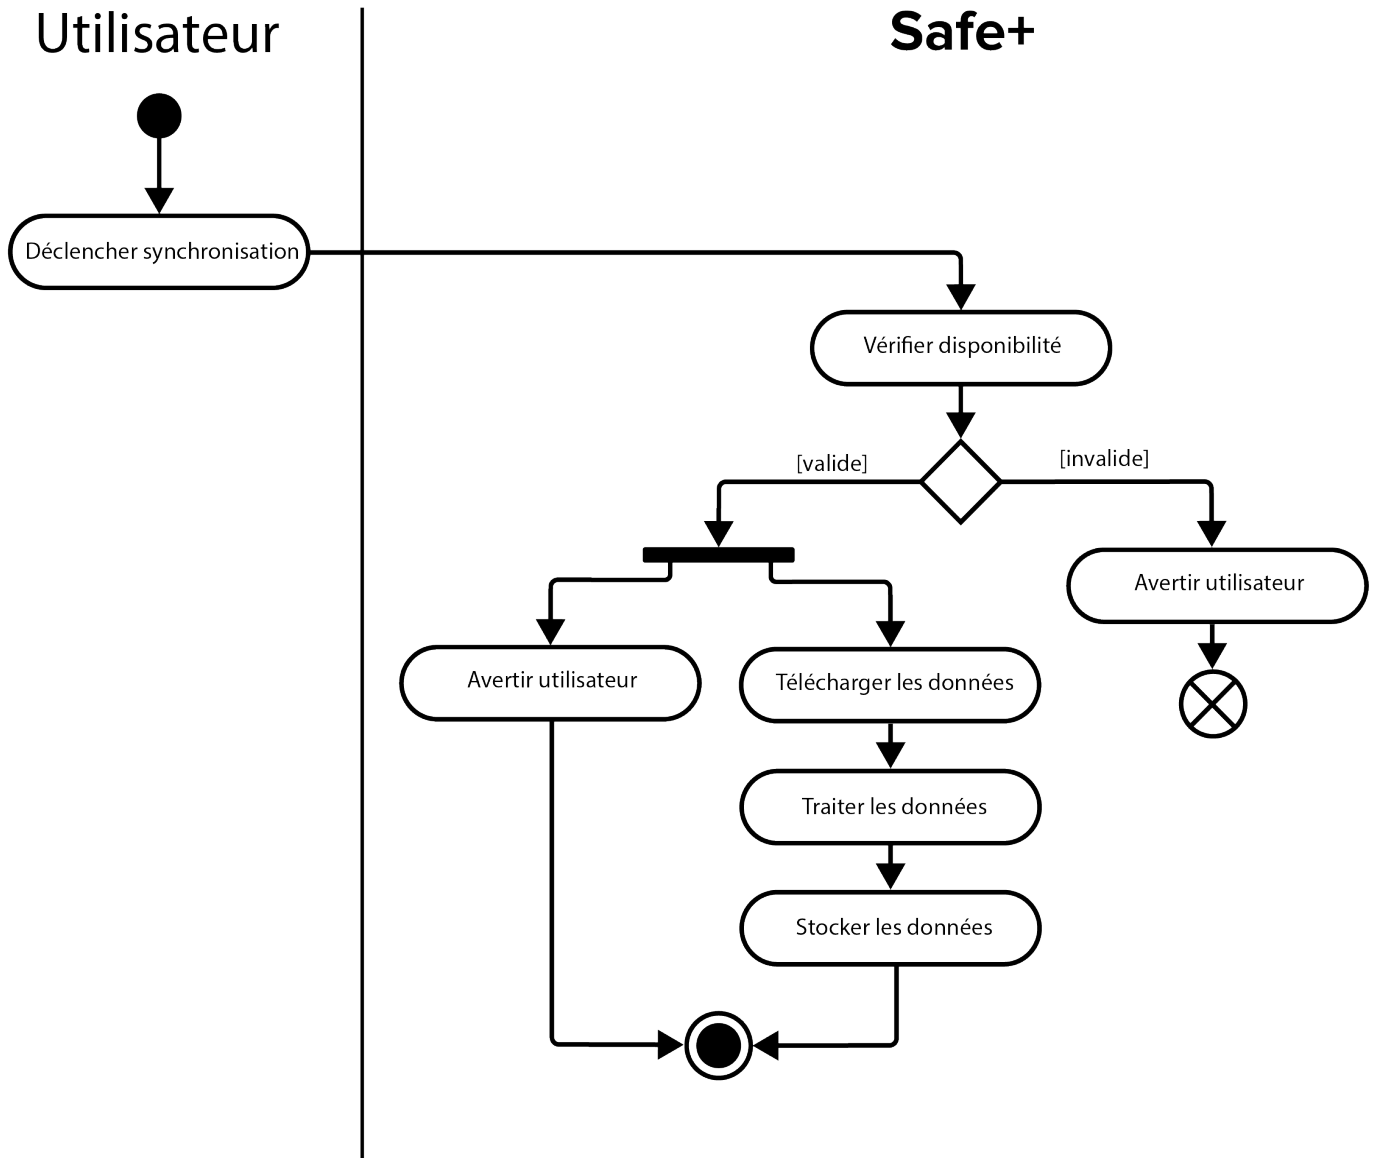 Utilisateur
Safe+
Déclencher synchronisation
Vérifier disponibilité
[valide]
[invalide]
Avertir utilisateur
Avertir utilisateur
Télécharger les données
Traiter les données
Stocker les données